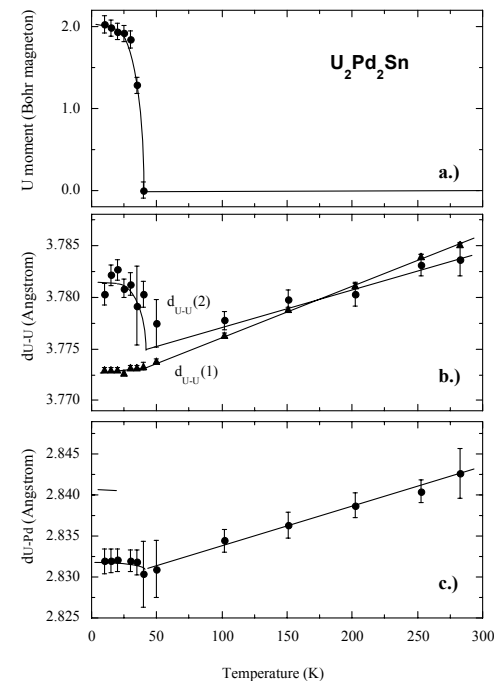 U moment (Bohr magneton)
2.0
1.0
0.0
U₂Pd₂Sn
a.)
dU-U (Angstrom)
3.785
3.780
3.775
3.770
d_U-U(2)
d_U-U(1)
b.)
dU-Pd (Angstrom)
2.845
2.840
2.835
2.830
2.825
c.)
0 50 100 150 200 250 300
Temperature (K)